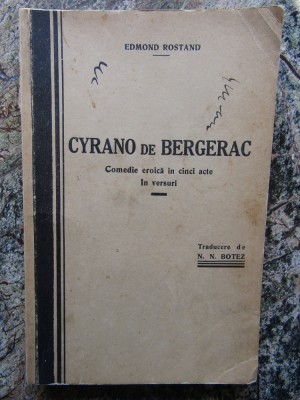 EDMOND ROSTAND
CYRANO DE BERGERAC
Comedie eroică în cinci acte
În versuri
Traducere de
N. N. BOTEZ